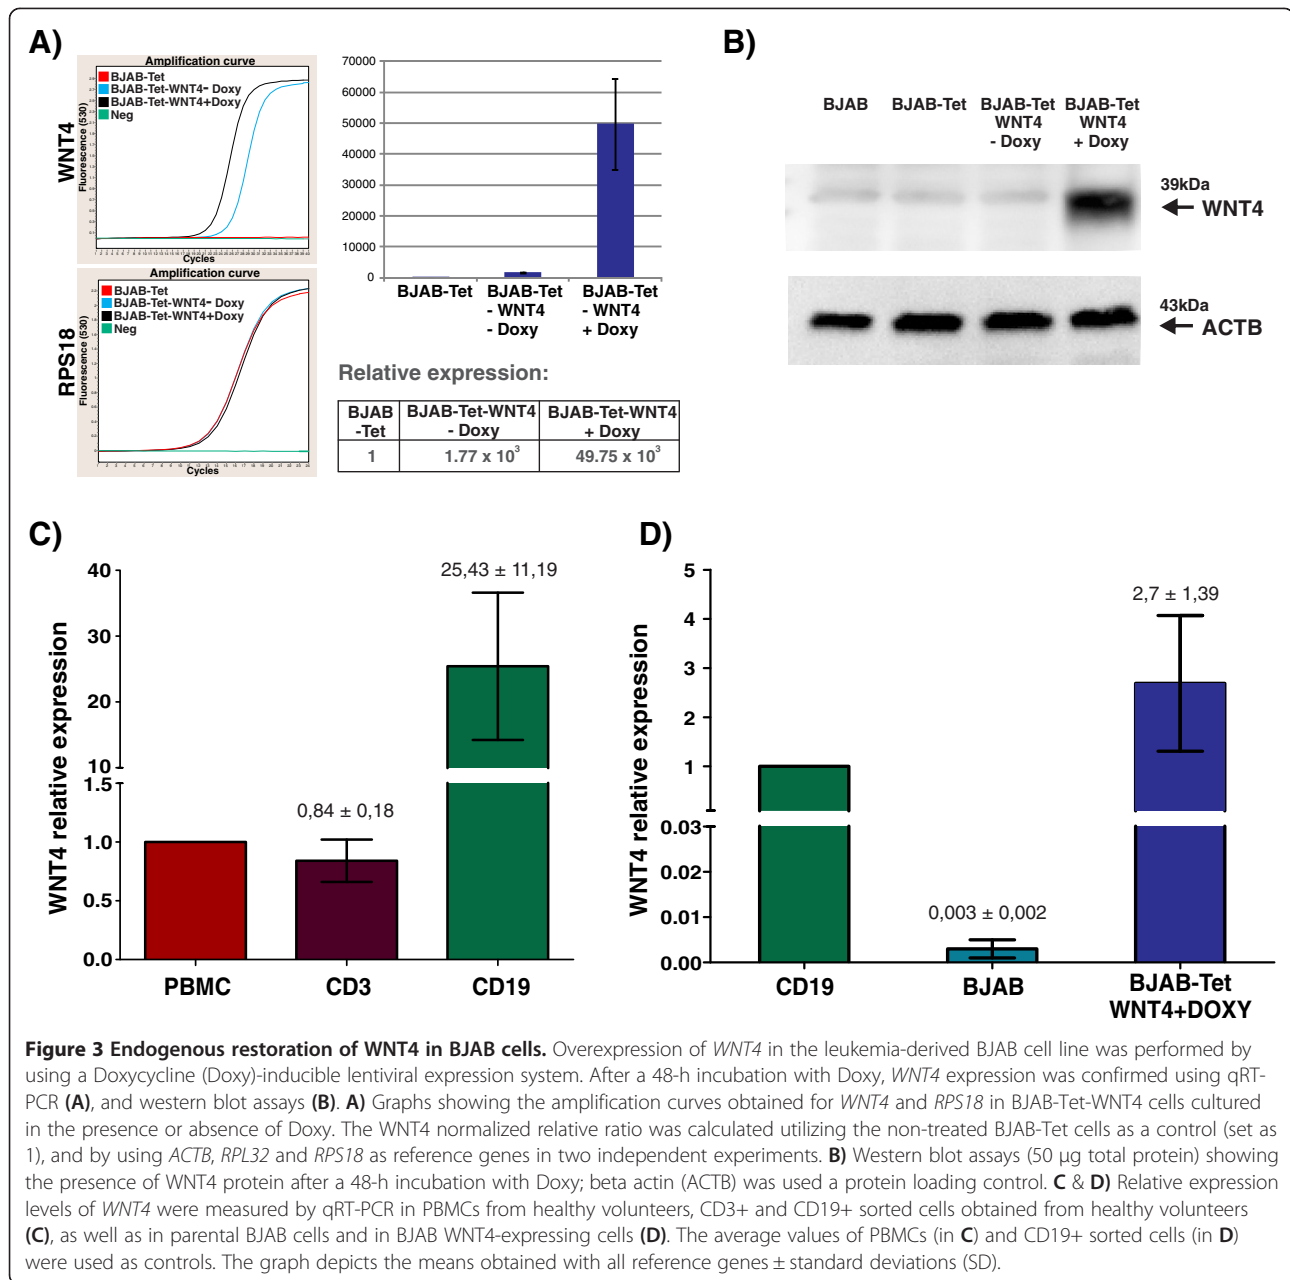 A)
Amplification curve
BJAB-Tet
BJAB-Tet-WNT4- Doxy
BJAB-Tet-WNT4+Doxy
Neg
WNT4
Fluorescence (530)
Cycles
Amplification curve
BJAB-Tet
BJAB-Tet-WNT4- Doxy
BJAB-Tet-WNT4+Doxy
Neg
RPS18
Fluorescence (530)
Cycles
70000
60000
50000
40000
30000
20000
10000
0
BJAB-Tet
BJAB-Tet
- WNT4
- Doxy
BJAB-Tet
- WNT4
+ Doxy
Relative expression:
BJAB
-Tet
BJAB-Tet-WNT4
- Doxy
BJAB-Tet-WNT4
+ Doxy
1
1.77 x 10³
49.75 x 10³
B)
BJAB
BJAB-Tet
BJAB-Tet
WNT4
- Doxy
BJAB-Tet
WNT4
+ Doxy
39kDa
WNT4
43kDa
ACTB
C)
WNT4 relative expression
40
30
20
10
1.5
1.0
0.5
0.0
0,84 ± 0,18
25,43 ± 11,19
PBMC
CD3
CD19
D)
WNT4 relative expression
5
4
3
2
1
0.03
0.02
0.01
0.00
0,003 ± 0,002
2,7 ± 1,39
CD19
BJAB
BJAB-Tet
WNT4+DOXY
Figure 3 Endogenous restoration of WNT4 in BJAB cells. Overexpression of WNT4 in the leukemia-derived BJAB cell line was performed by
using a Doxycycline (Doxy)-inducible lentiviral expression system. After a 48-h incubation with Doxy, WNT4 expression was confirmed using qRT-
PCR (A), and western blot assays (B). A) Graphs showing the amplification curves obtained for WNT4 and RPS18 in BJAB-Tet-WNT4 cells cultured
in the presence or absence of Doxy. The WNT4 normalized relative ratio was calculated utilizing the non-treated BJAB-Tet cells as a control (set as
1), and by using ACTB, RPL32 and RPS18 as reference genes in two independent experiments. B) Western blot assays (50 μg total protein) showing
the presence of WNT4 protein after a 48-h incubation with Doxy; beta actin (ACTB) was used a protein loading control. C & D) Relative expression
levels of WNT4 were measured by qRT-PCR in PBMCs from healthy volunteers, CD3+ and CD19+ sorted cells obtained from healthy volunteers
(C), as well as in parental BJAB cells and in BJAB WNT4-expressing cells (D). The average values of PBMCs (in C) and CD19+ sorted cells (in D)
were used as controls. The graph depicts the means obtained with all reference genes ± standard deviations (SD).